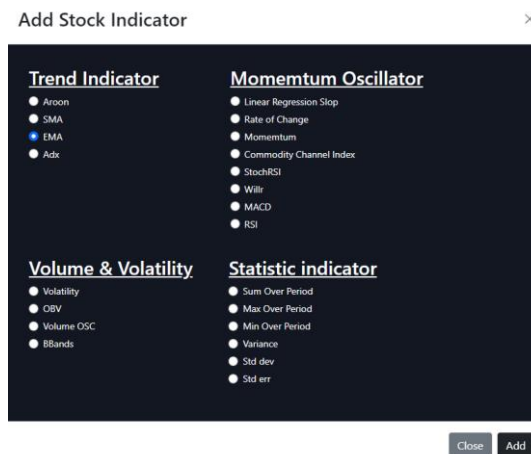 Add Stock Indicator
Trend Indicator
Aroon
SMA
EMA
Adx
Momemtum Oscillator
Linear Regression Slop
Rate of Change
Momemtum
Commodity Channel Index
StochRSI
Willr
MACD
RSI
Volume & Volatility
Volatility
OBV
Volume OSC
BBands
Statistic indicator
Sum Over Period
Max Over Period
Min Over Period
Variance
Std dev
Std err
Close
Add